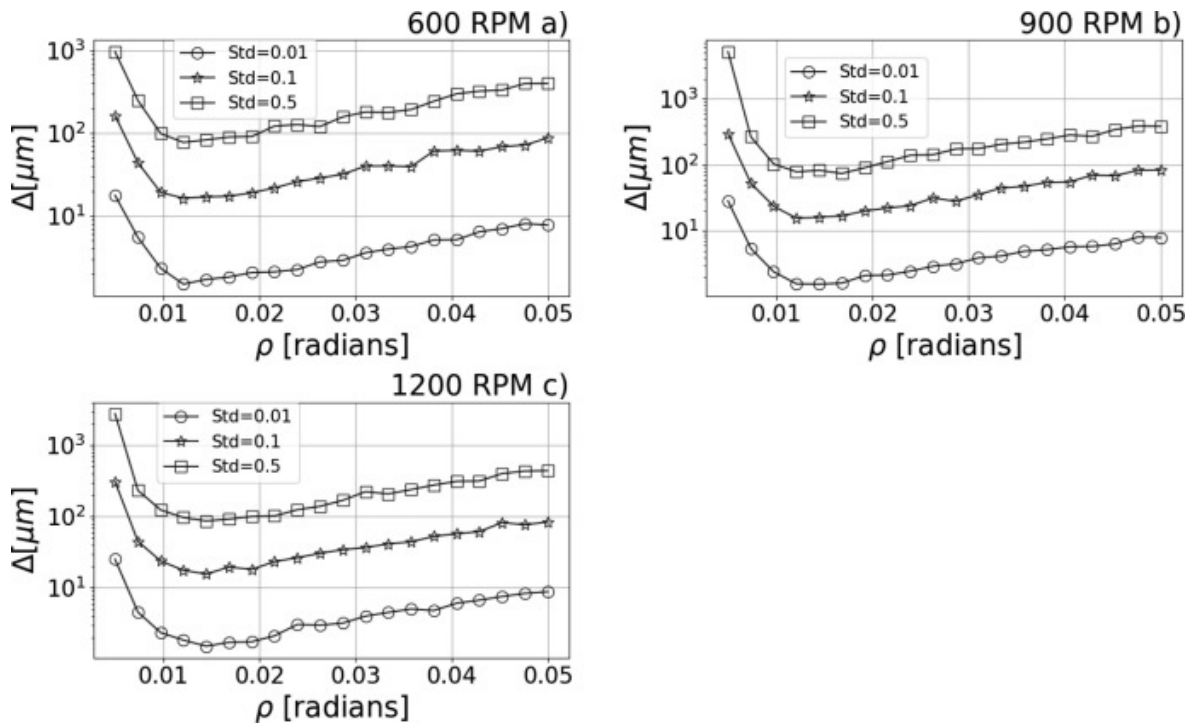 600 RPM a)
10³
10²
10¹
Δ[μm]
Std=0.01
Std=0.1
Std=0.5
0.01 0.02 0.03 0.04 0.05
ρ [radians]
900 RPM b)
10³
10²
10¹
Δ[μm]
Std=0.01
Std=0.1
Std=0.5
0.01 0.02 0.03 0.04 0.05
ρ [radians]
1200 RPM c)
10³
10²
10¹
Δ[μm]
Std=0.01
Std=0.1
Std=0.5
0.01 0.02 0.03 0.04 0.05
ρ [radians]